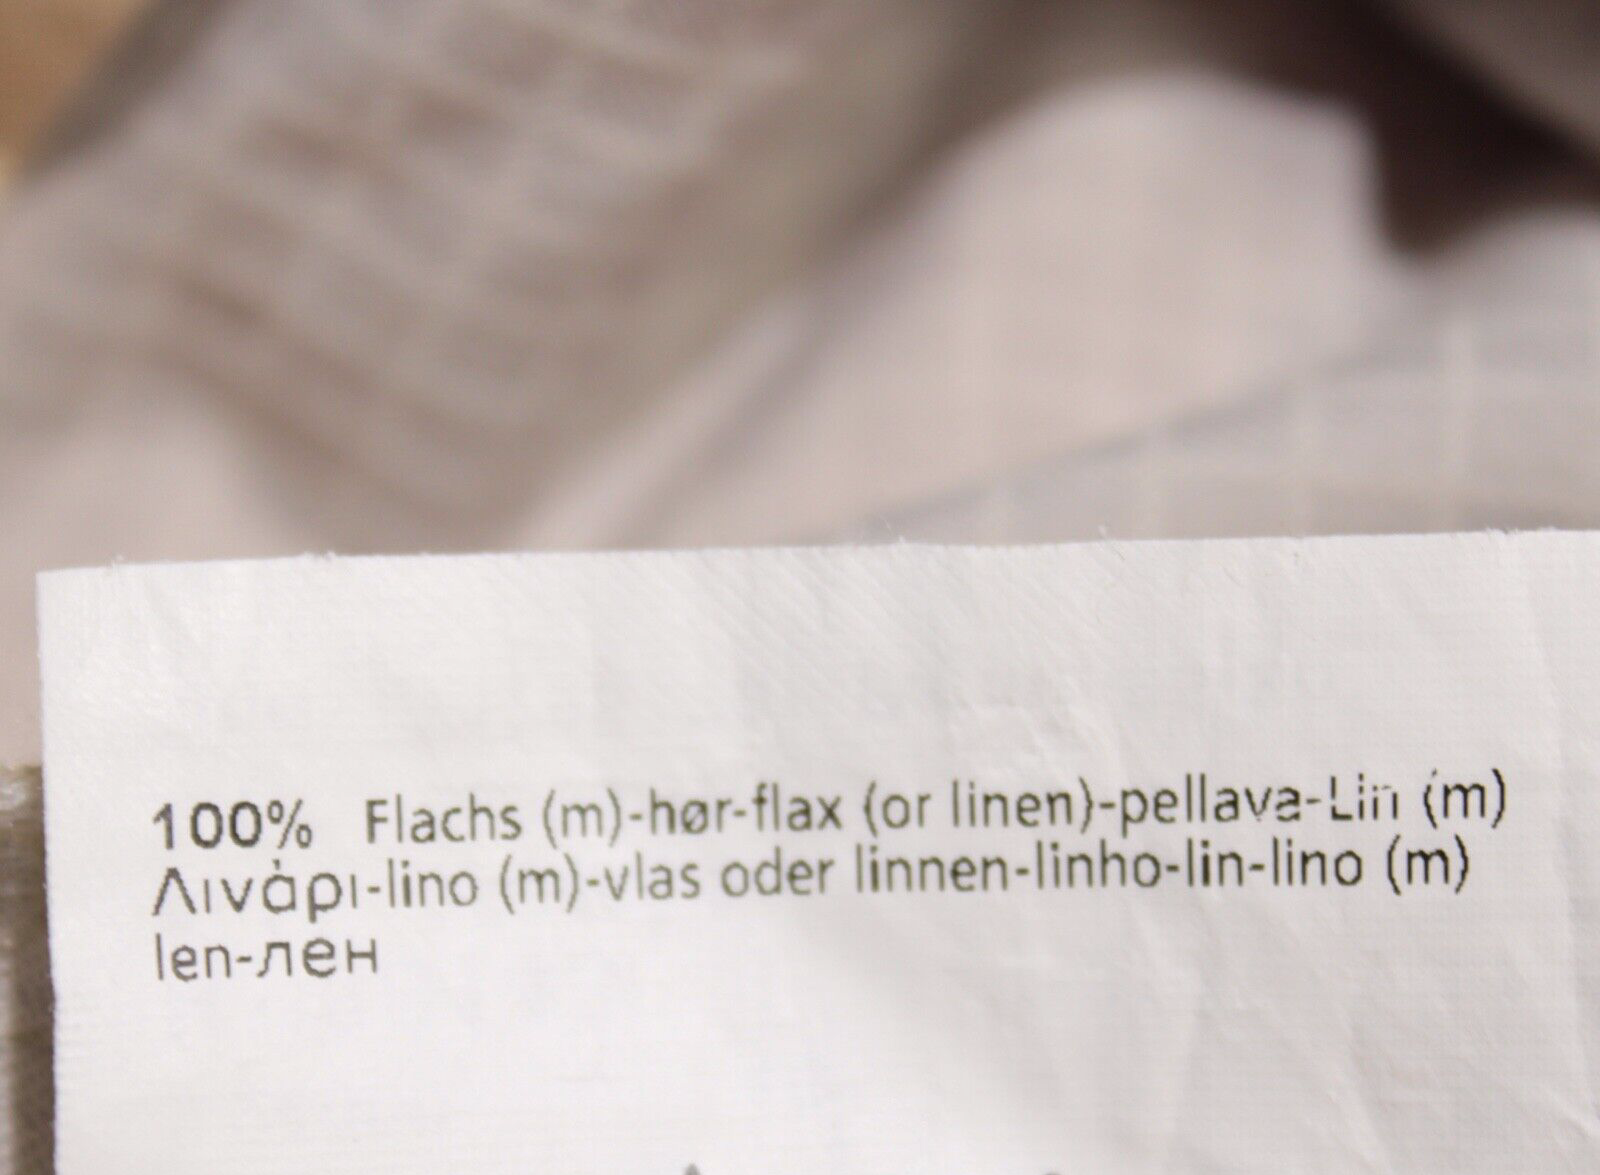 100% Flachs (m)-hør-flax (or linen)-pellava-Lin (m)
Λινάρι-lino (m)-vlas oder linnen-linho-lin-lino (m)
len-лен